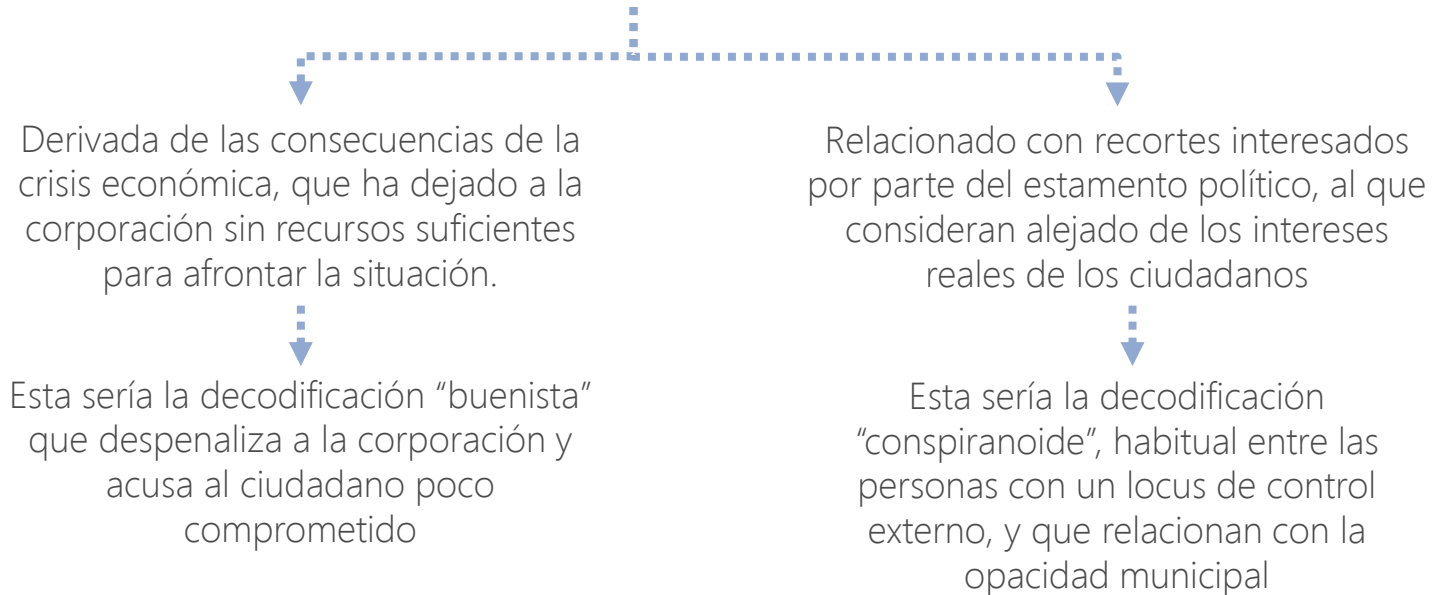 Derivada de las consecuencias de la
crisis económica, que ha dejado a la
corporación sin recursos suficientes
para afrontar la situación.
Esta sería la decodificación “buenista”
que despenaliza a la corporación y
acusa al ciudadano poco
comprometido
Relacionado con recortes interesados
por parte del estamento político, al que
consideran alejado de los intereses
reales de los ciudadanos
Esta sería la decodificación
“conspiranoide”, habitual entre las
personas con un locus de control
externo, y que relacionan con la
opacidad municipal